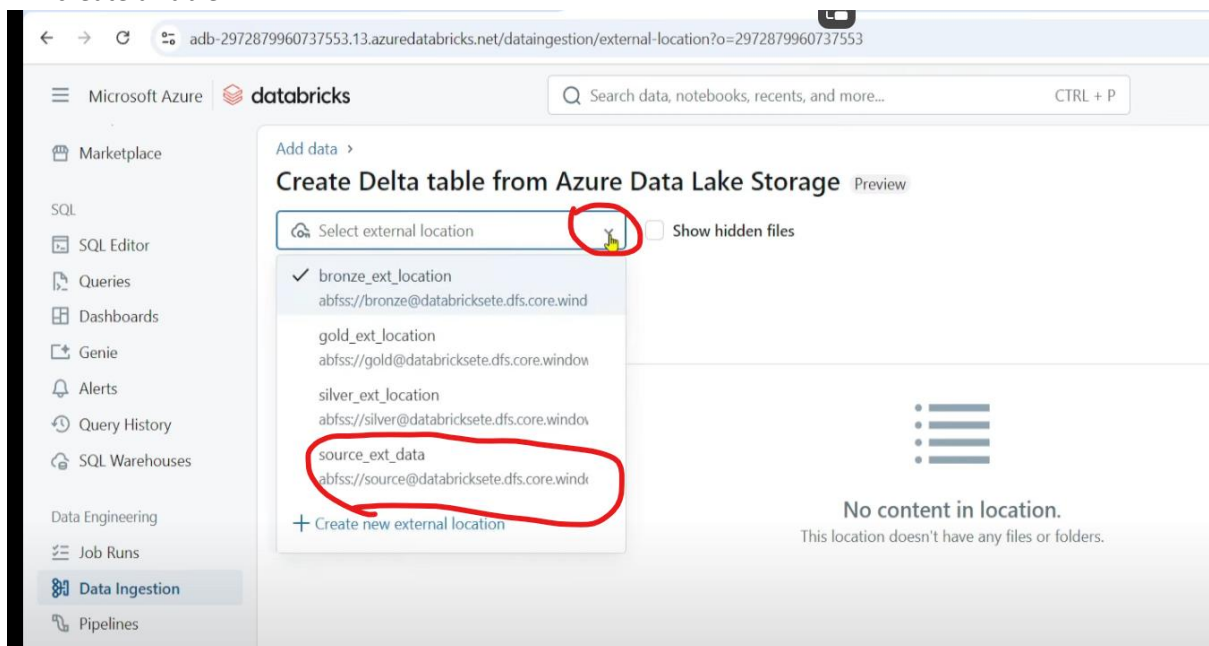 adb-2972879960737553.13.azuredatabricks.net/dataingestion/external-location?o=2972879960737553
Microsoft Azure databricks
Search data, notebooks, recents, and more... CTRL + P
Marketplace
SQL
SQL Editor
Queries
Dashboards
Genie
Alerts
Query History
SQL Warehouses
Data Engineering
Job Runs
Data Ingestion
Pipelines
Add data >
Create Delta table from Azure Data Lake Storage Preview
Select external location
Show hidden files
bronze_ext_location
abfss://bronze@databricksete.dfs.core.wind
gold_ext_location
abfss://gold@databricksete.dfs.core.window
silver_ext_location
abfss://silver@databricksete.dfs.core.windo
source_ext_data
abfss://source@databricksete.dfs.core.wind
+ Create new external location
No content in location.
This location doesn't have any files or folders.